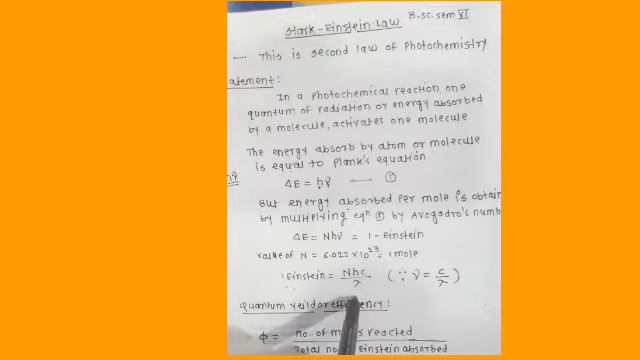 Stark-Einstein-Law B.sc.sem VI
— This is second law of Photochemistry
atement:
In a photochemical reaction, one
quantum of radiation or energy absorbed
by a molecule, activates one molecule
The energy absorb by atom or molecule
is equal to Plank's equation
hν
ΔE = hν —— ①
But energy absorbed per mole is obtain
by multiplying eqⁿ ① by Avogadro's numb
ΔE = Nhν = 1-Einstein
value of N = 6.022 × 10²³ = 1 mole
1 Einstein = Nhc/λ (∵ ν = c/λ)
Quantum yeild or efficiency:
ϕ = no. of reacted
Total no. Einstein absorbed